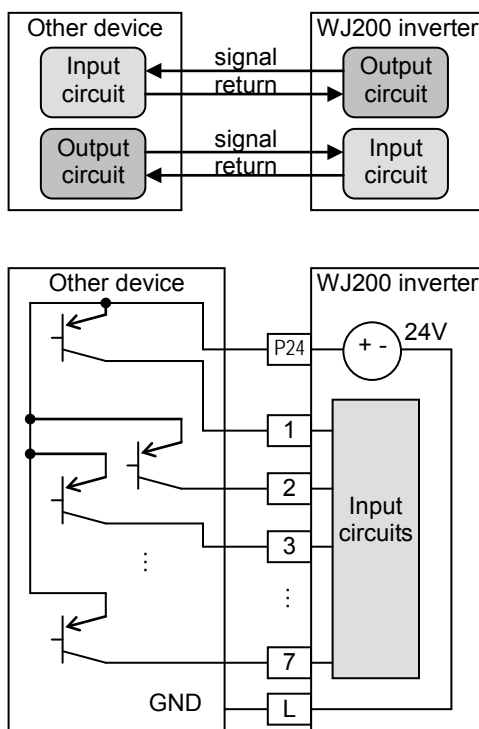 Other device
WJ200 inverter
Input circuit
signal
return
Output circuit
Output circuit
signal
return
Input circuit
Other device
WJ200 inverter
P24
+ -
24V
1
2
3
⋮
⋮
7
Input circuits
GND
L